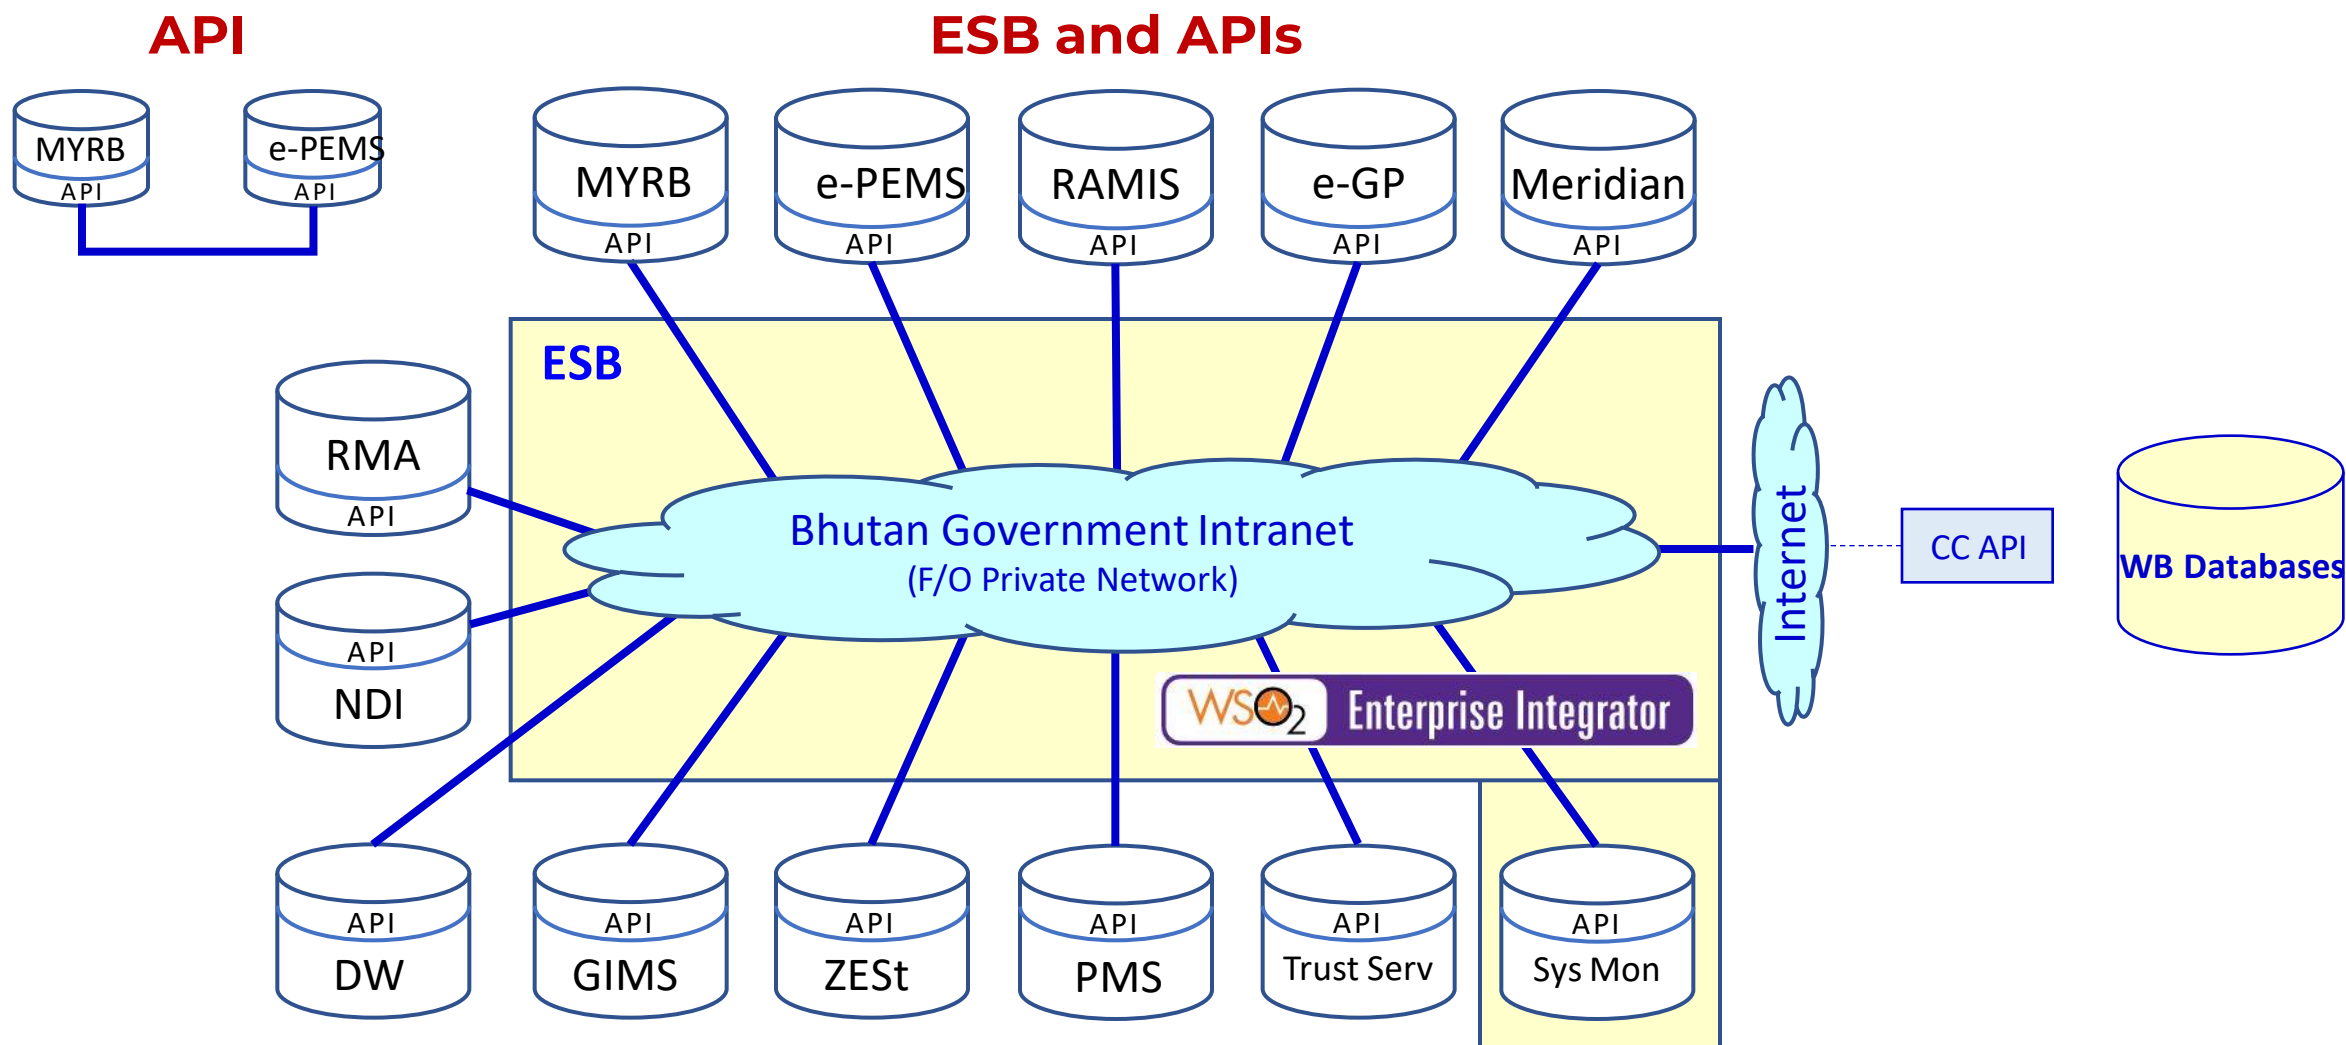 API
ESB and APIs
MYRB
API
e-PEMS
API
MYRB
API
e-PEMS
API
RAMIS
API
e-GP
API
Meridian
API
ESB
RMA
API
API
NDI
Bhutan Government Intranet
(F/O Private Network)
WSO2 Enterprise Integrator
Internet
CC API
WB Databases
API
DW
API
GIMS
API
ZESt
API
PMS
API
Trust Serv
API
Sys Mon